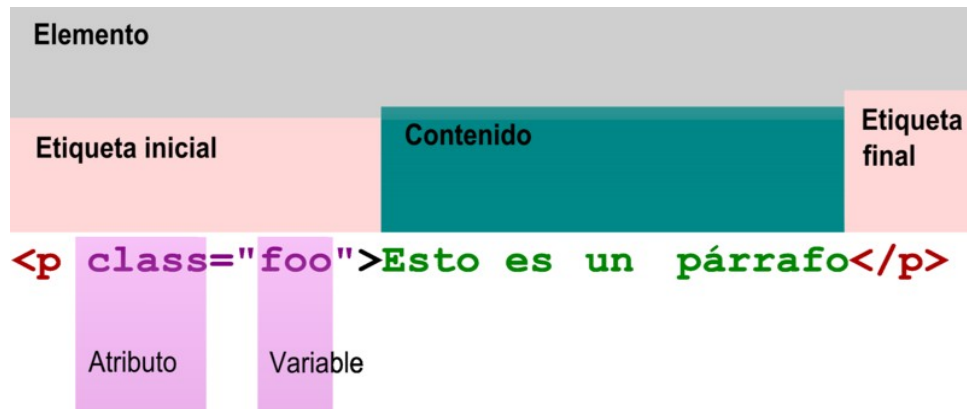 Elemento
Etiqueta inicial
Contenido
Etiqueta
final
<p class="foo">Esto es un párrafo</p>
Atributo
Variable